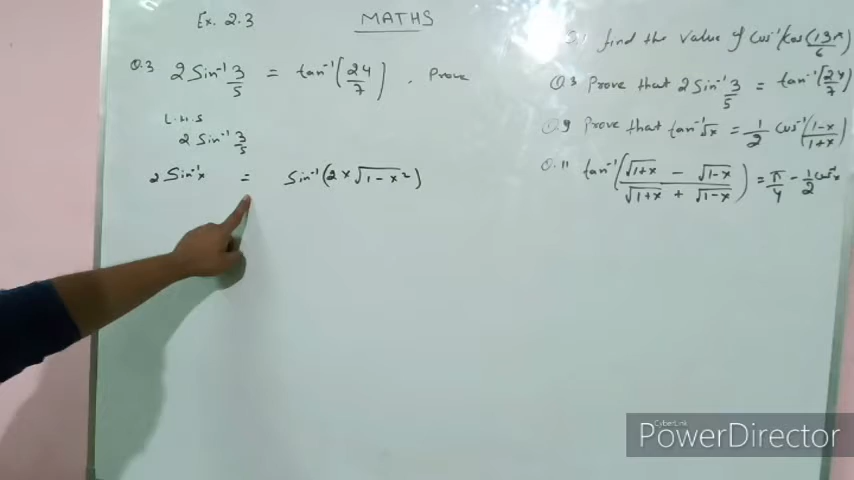 Ex. 2.3
MATHS
Q.3 2 Sin⁻¹ 3/5 = tan⁻¹(24/7) . Prove
L.H.S
2 Sin⁻¹ 3/5
2 Sin⁻¹x = Sin⁻¹(2x√1-x²)
find the value of Cos⁻¹(cos(13π/6)
Q.3 Prove that 2 Sin⁻¹ 3/5 = tan⁻¹(24/7)
Q.9 Prove that tan⁻¹√x = 1/2 Cos⁻¹(1-x/1+x)
Q.11 tan⁻¹(√1+x - √1-x/√1+x + √1-x) = π/4 - 1/2 cos⁻¹x
CyberLink
PowerDirector